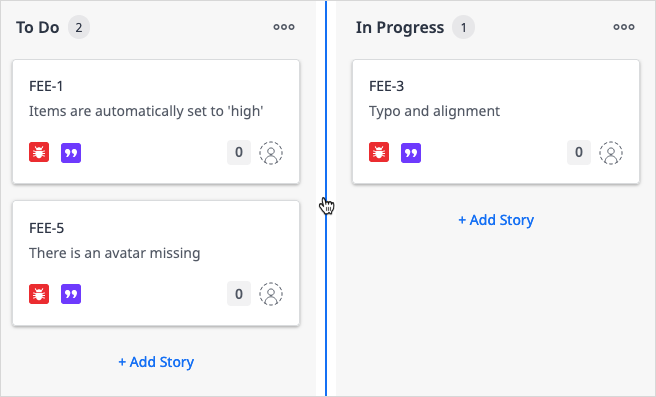 To Do 2
FEE-1
Items are automatically set to 'high'
0
FEE-5
There is an avatar missing
0
+ Add Story
In Progress 1
FEE-3
Typo and alignment
0
+ Add Story